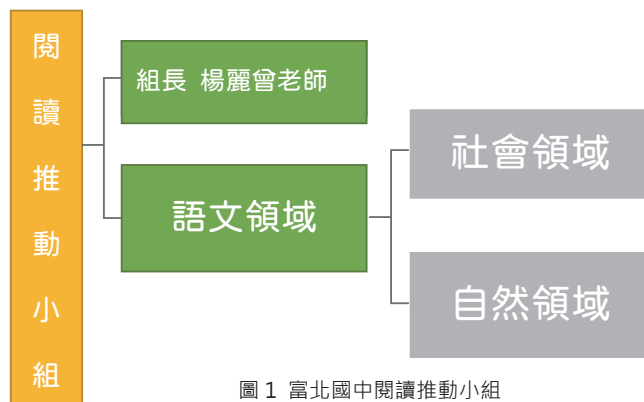 閱讀推動小組
組長 楊麗曾老師
語文領域
社會領域
自然領域
圖 1 富北國中閱讀推動小組